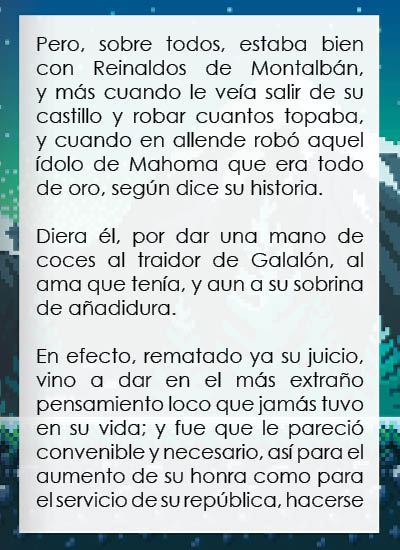 Pero, sobre todos, estaba bien
con Reinaldos de Montalbán,
y más cuando le veía salir de su
castillo y robar cuantos topaba,
y cuando en allende robó aquel
ídolo de Mahoma que era todo
de oro, según dice su historia.

Diera él, por dar una mano de
coces al traidor de Galalón, al
ama que tenía, y aun a su sobrina
de añadidura.

En efecto, rematado ya su juicio,
vino a dar en el más extraño
pensamiento loco que jamás tuvo
en su vida; y fue que le pareció
convenible y necesario, así para el
aumento de su honra como para
el servicio de su república, hacerse